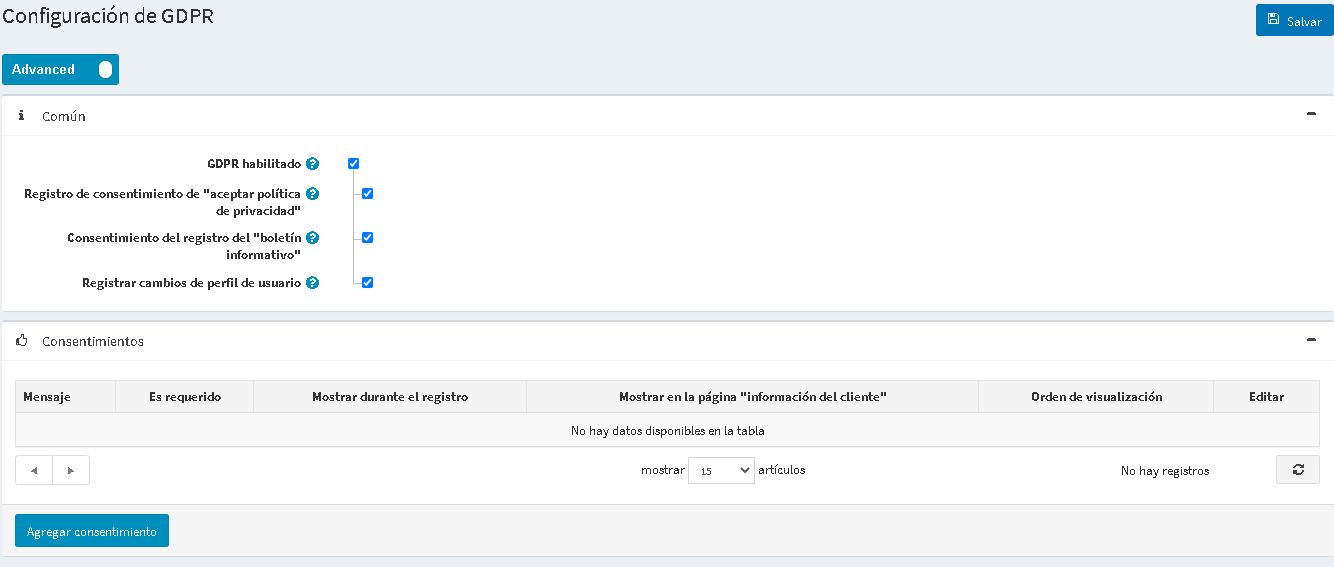 Configuración de GDPR
Salvar
Advanced
Común
GDPR habilitado
Registro de consentimiento de "aceptar política
de privacidad"
Consentimiento del registro del "boletín
informativo"
Registrar cambios de perfil de usuario
Consentimientos
Mensaje Es requerido Mostrar durante el registro Mostrar en la página "información del cliente" Orden de visualización Editar
No hay datos disponibles en la tabla
mostrar 15 artículos No hay registros
Agregar consentimiento